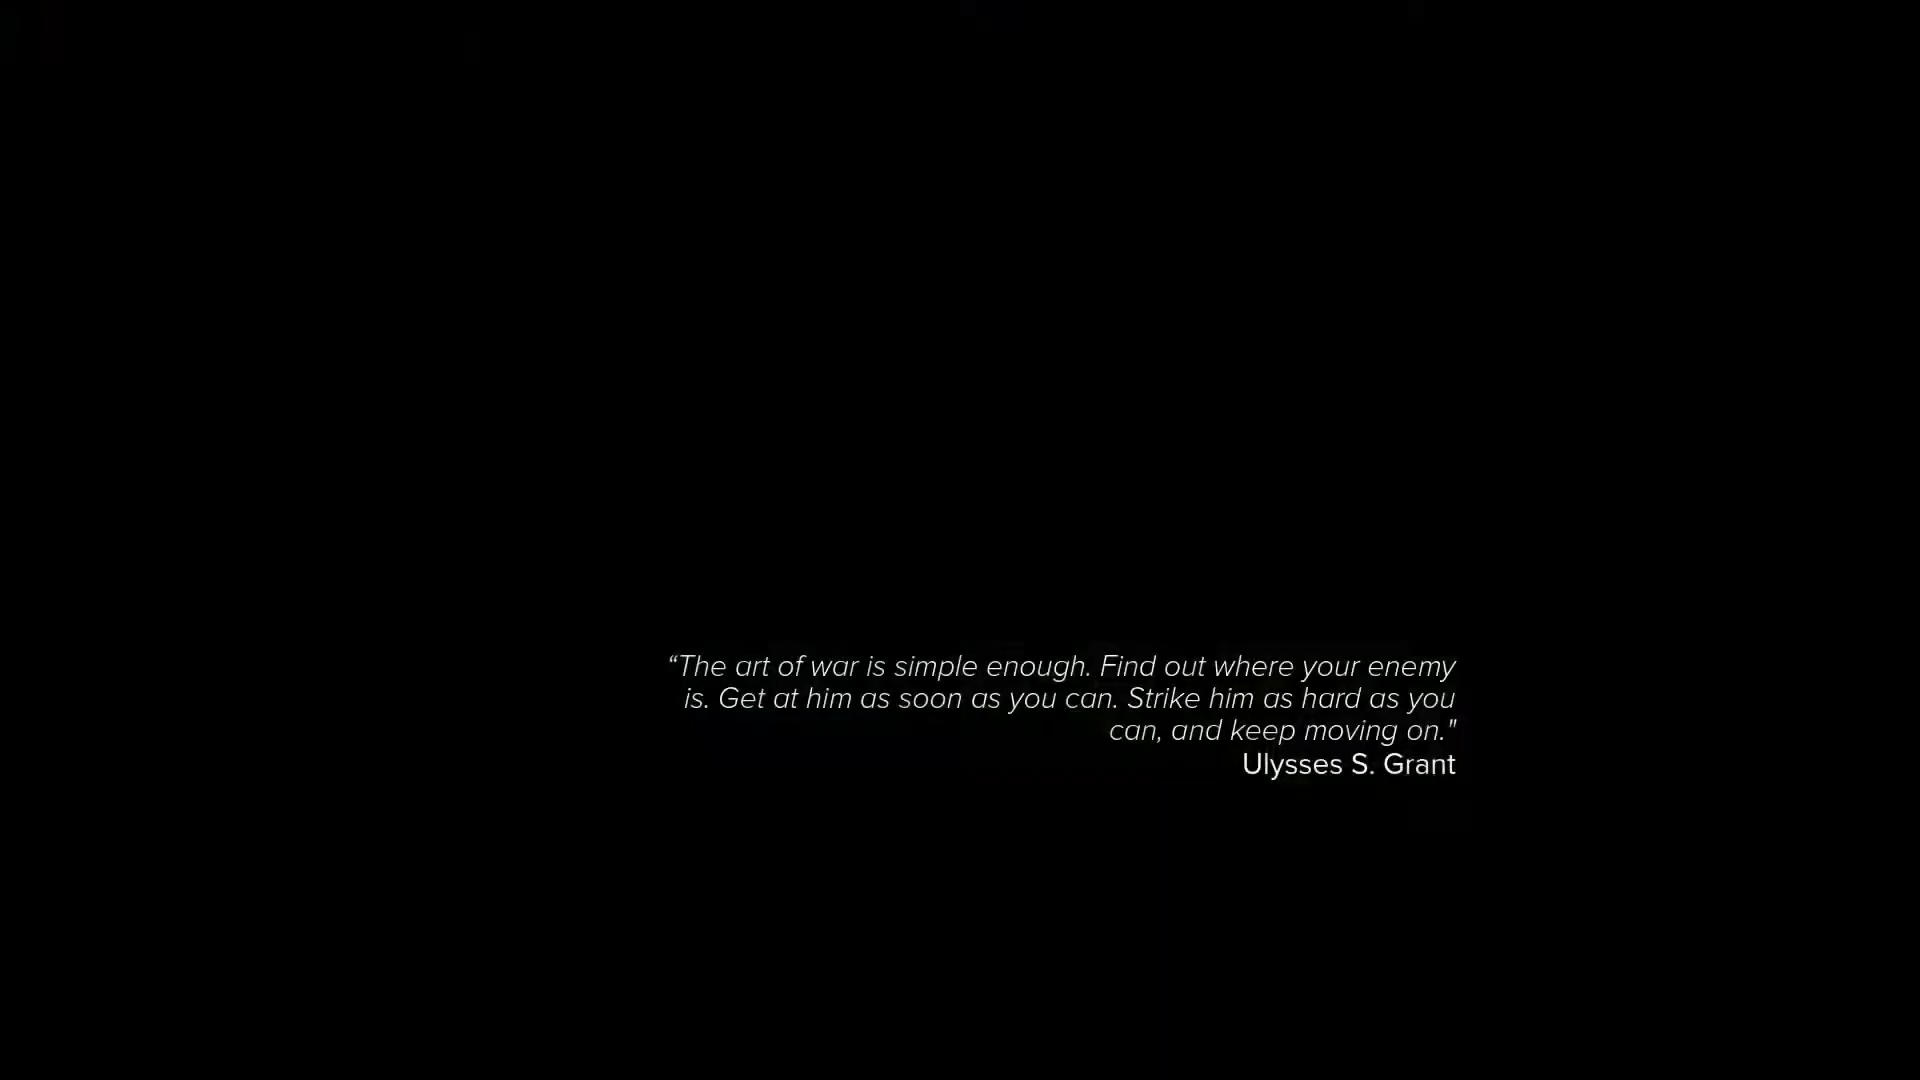 “The art of war is simple enough. Find out where your enemy
is. Get at him as soon as you can. Strike him as hard as you
can, and keep moving on."
Ulysses S. Grant